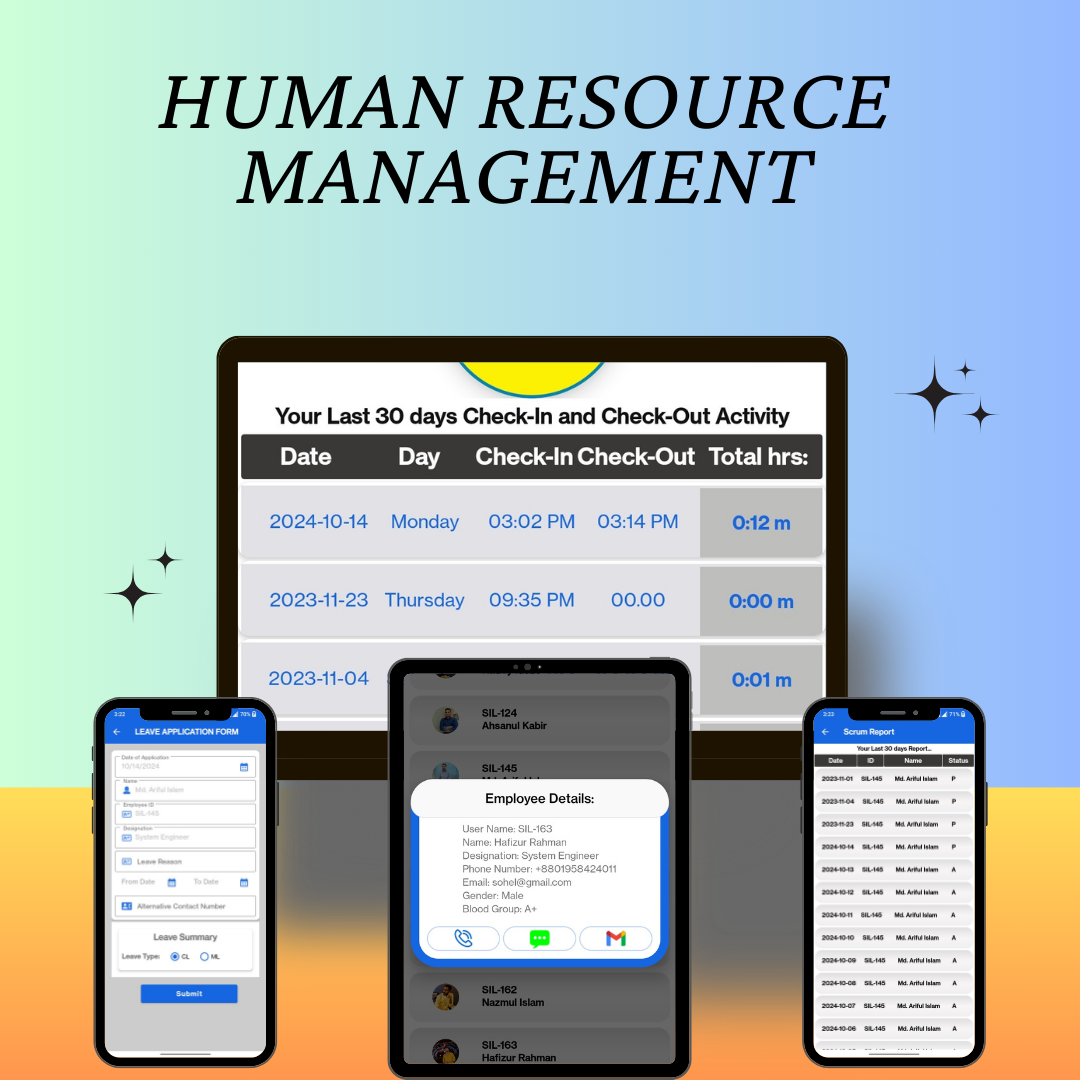 HUMAN RESOURCE
MANAGEMENT
Your Last 30 days Check-In and Check-Out Activity
Date Day Check-In Check-Out Total hrs:
2024-10-14 Monday 03:02 PM 03:14 PM 0:12 m
2023-11-23 Thursday 09:35 PM 00.00 0:00 m
2023-11-04 0:01 m
3:22 70%
LEAVE APPLICATION FORM
Date of Application
10/14/2024
Name
Md. Ariful Islam
Employee ID
SIL-145
Designation
System Engineer
Leave Reason
From Date To Date
Alternative Contact Number
Leave Summary
Leave Type: CL ML
Submit
SIL-124
Ahsanul Kabir
SIL-145
Employee Details:
User Name: SIL-163
Name: Hafizur Rahman
Designation: System Engineer
Phone Number: +8801958424011
Email: sohel@gmail.com
Gender: Male
Blood Group: A+
SIL-162
Nazmul Islam
SIL-163
Hafizur Rahman
3:23 71%
Scrum Report
Your Last 30 days Report...
Date ID Name Status
2023-11-01 SIL-145 Md. Ariful Islam P
2023-11-04 SIL-145 Md. Ariful Islam P
2023-11-23 SIL-145 Md. Ariful Islam P
2024-10-14 SIL-145 Md. Ariful Islam P
2024-10-13 SIL-145 Md. Ariful Islam A
2024-10-12 SIL-145 Md. Ariful Islam A
2024-10-11 SIL-145 Md. Ariful Islam A
2024-10-10 SIL-145 Md. Ariful Islam A
2024-10-09 SIL-145 Md. Ariful Islam A
2024-10-08 SIL-145 Md. Ariful Islam A
2024-10-07 SIL-145 Md. Ariful Islam A
2024-10-06 SIL-145 Md. Ariful Islam A